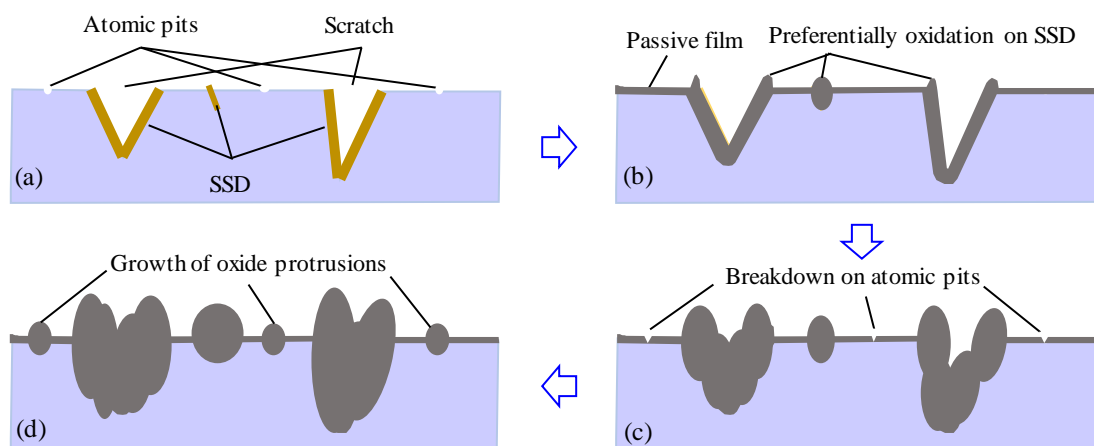 Atomic pits
Scratch
SSD
(a)
Passive film
Preferentially oxidation on SSD
(b)
Growth of oxide protrusions
(d)
Breakdown on atomic pits
(c)